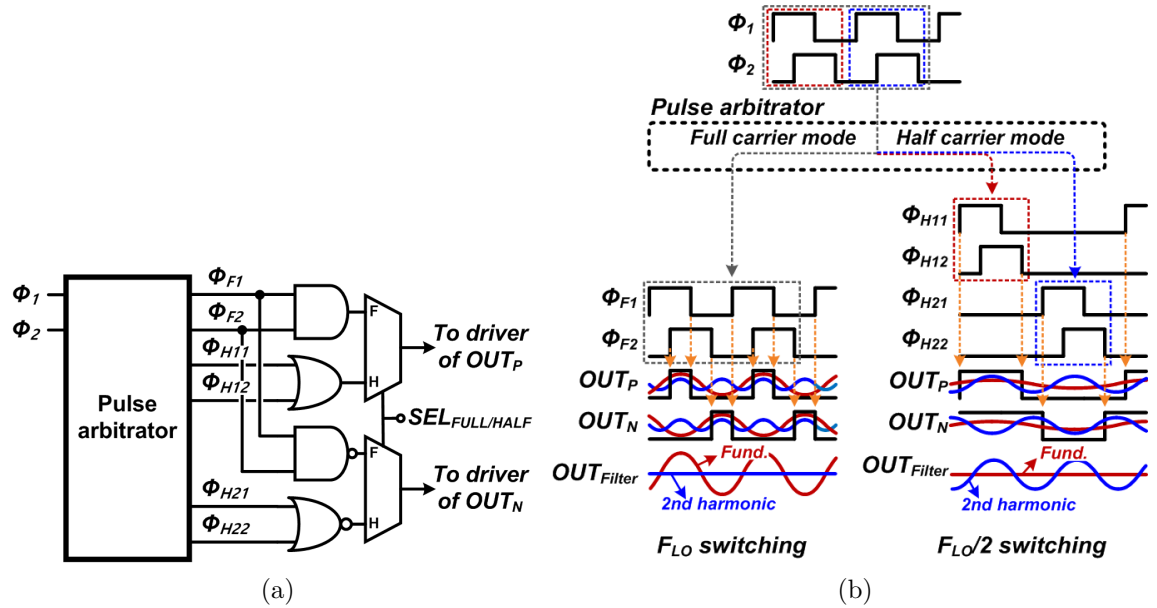 Φ1
Φ2
Pulse arbitrator
ΦF1
ΦF2
ΦH11
ΦH12
ΦH21
ΦH22
F
H
F
H
To driver of OUTP
SELFULL/HALF
To driver of OUTN
(a)
Φ1
Φ2
Pulse arbitrator
Full carrier mode
Half carrier mode
ΦF1
ΦF2
OUTP
OUTN
OUTFilter
Fund.
2nd harmonic
FLO switching
ΦH11
ΦH12
ΦH21
ΦH22
OUTP
OUTN
OUTFilter
Fund.
2nd harmonic
FLO/2 switching
(b)